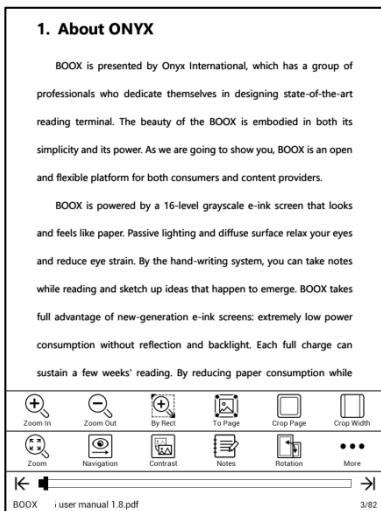 1. About ONYX
BOOX is presented by Onyx International, which has a group of
professionals who dedicate themselves in designing state-of-the-art
reading terminal. The beauty of the BOOX is embodied in both its
simplicity and its power. As we are going to show you, BOOX is an open
and flexible platform for both consumers and content providers.
BOOX is powered by a 16-level grayscale e-ink screen that looks
and feels like paper. Passive lighting and diffuse surface relax your eyes
and reduce eye strain. By the hand-writing system, you can take notes
while reading and sketch up ideas that happen to emerge. BOOX takes
full advantage of new-generation e-ink screens: extremely low power
consumption without reflection and backlight. Each full charge can
sustain a few weeks' reading. By reducing paper consumption while
Zoom In Zoom Out By Rect To Page Crop Page Crop Width
Zoom Navigation Contrast Notes Rotation More
BOOX user manual 1.8.pdf 3/82